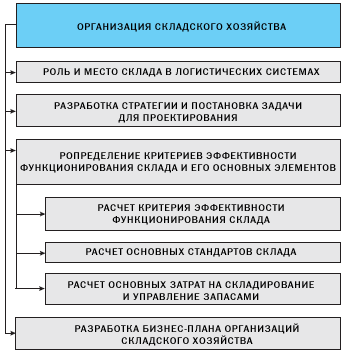 ОРГАНИЗАЦИЯ СКЛАДСКОГО ХОЗЯЙСТВА
РОЛЬ И МЕСТО СКЛАДА В ЛОГИСТИЧЕСКИХ СИСТЕМАХ
РАЗРАБОТКА СТРАТЕГИИ И ПОСТАНОВКА ЗАДАЧИ
ДЛЯ ПРОЕКТИРОВАНИЯ
РОПРЕДЕЛЕНИЕ КРИТЕРИЕВ ЭФФЕКТИВНОСТИ
ФУНКЦИОНИРОВАНИЯ СКЛАДА И ЕГО ОСНОВНЫХ ЭЛЕМЕНТОВ
РАСЧЕТ КРИТЕРИЯ ЭФФЕКТИВНОСТИ
ФУНКЦИОНИРОВАНИЯ СКЛАДА
РАСЧЕТ ОСНОВНЫХ СТАНДАРТОВ СКЛАДА
РАСЧЕТ ОСНОВНЫХ ЗАТРАТ НА СКЛАДИРОВАНИЕ
И УПРАВЛЕНИЕ ЗАПАСАМИ
РАЗРАБОТКА БИЗНЕС-ПЛАНА ОРГАНИЗАЦИЙ
СКЛАДСКОГО ХОЗЯЙСТВА